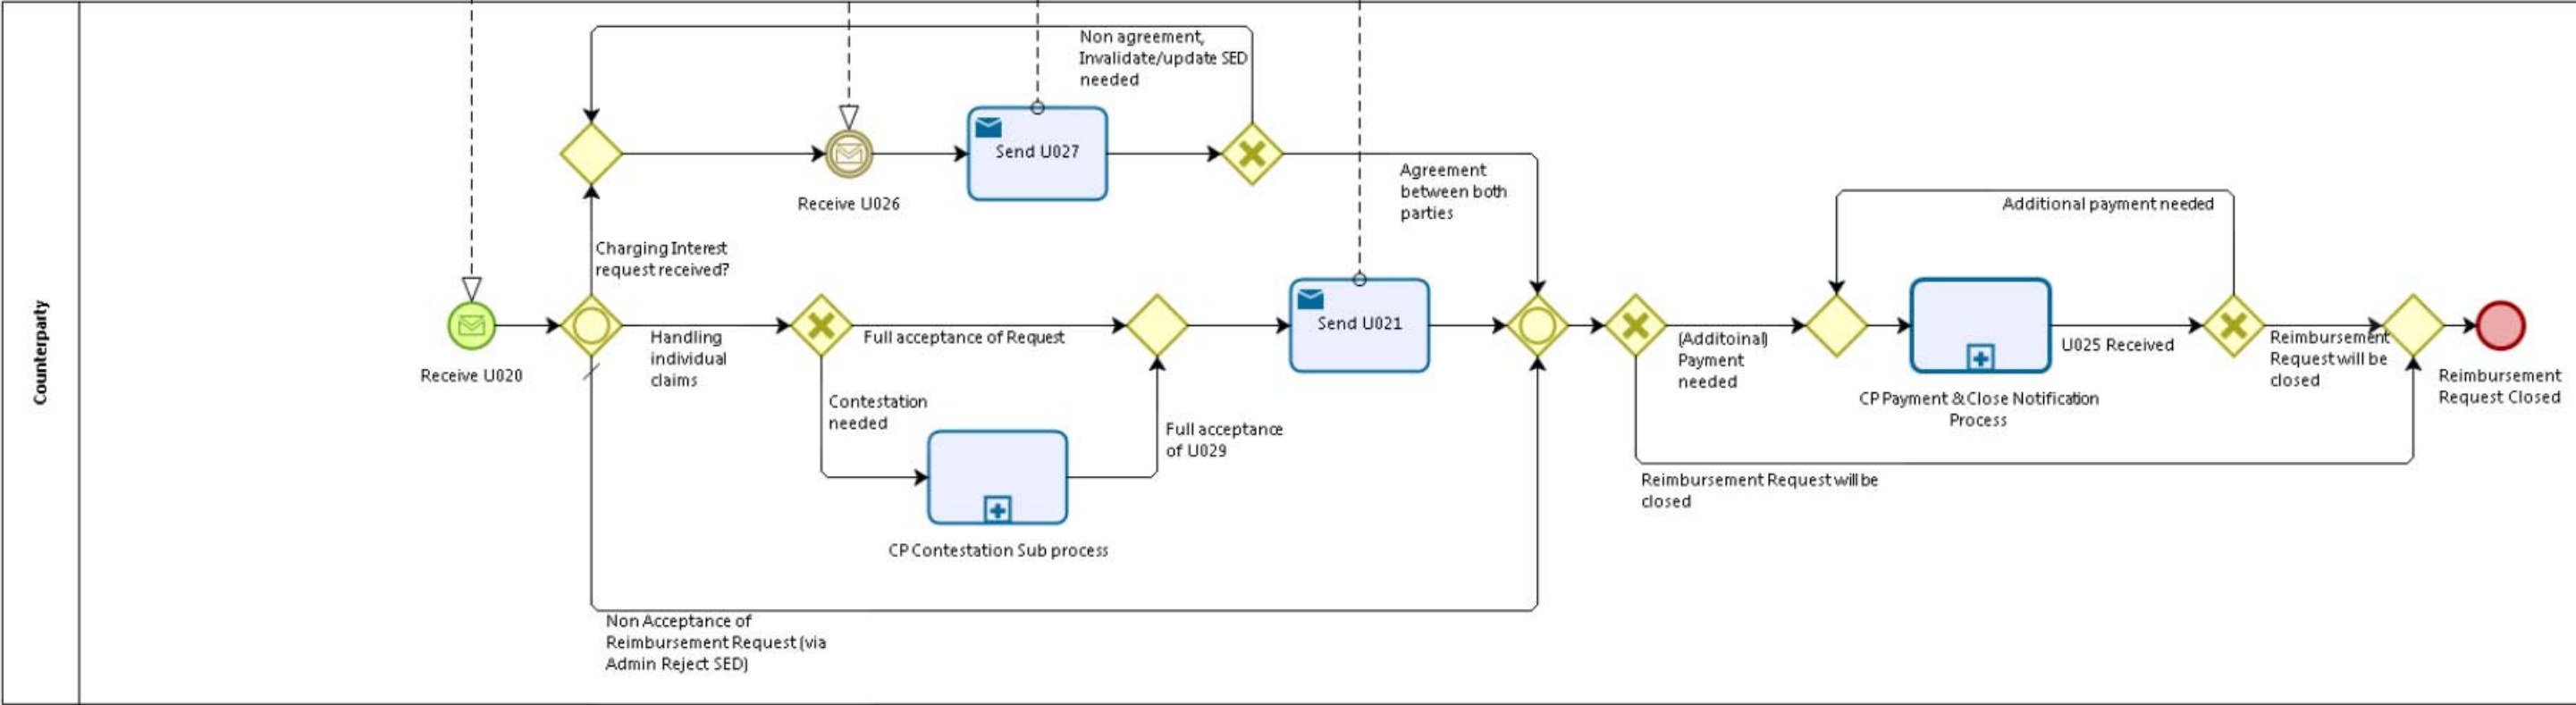 Counterparty
Non agreement,
Invalidate/update SED
needed
Send U027
Receive U026
Agreement
between both
parties
Charging Interest
request received?
Additional payment needed
Receive U020
Handling
individual
claims
Full acceptance of Request
Send U021
(Additoinal)
Payment
needed
U025 Received
Reimbursement
Request will be
closed
Reimbursement
Request Closed
CP Payment & Close Notification
Process
Contestation
needed
Full acceptance
of U029
CP Contestation Sub process
Reimbursement Request will be
closed
Non Acceptance of
Reimbursement Request (via
Admin Reject SED)